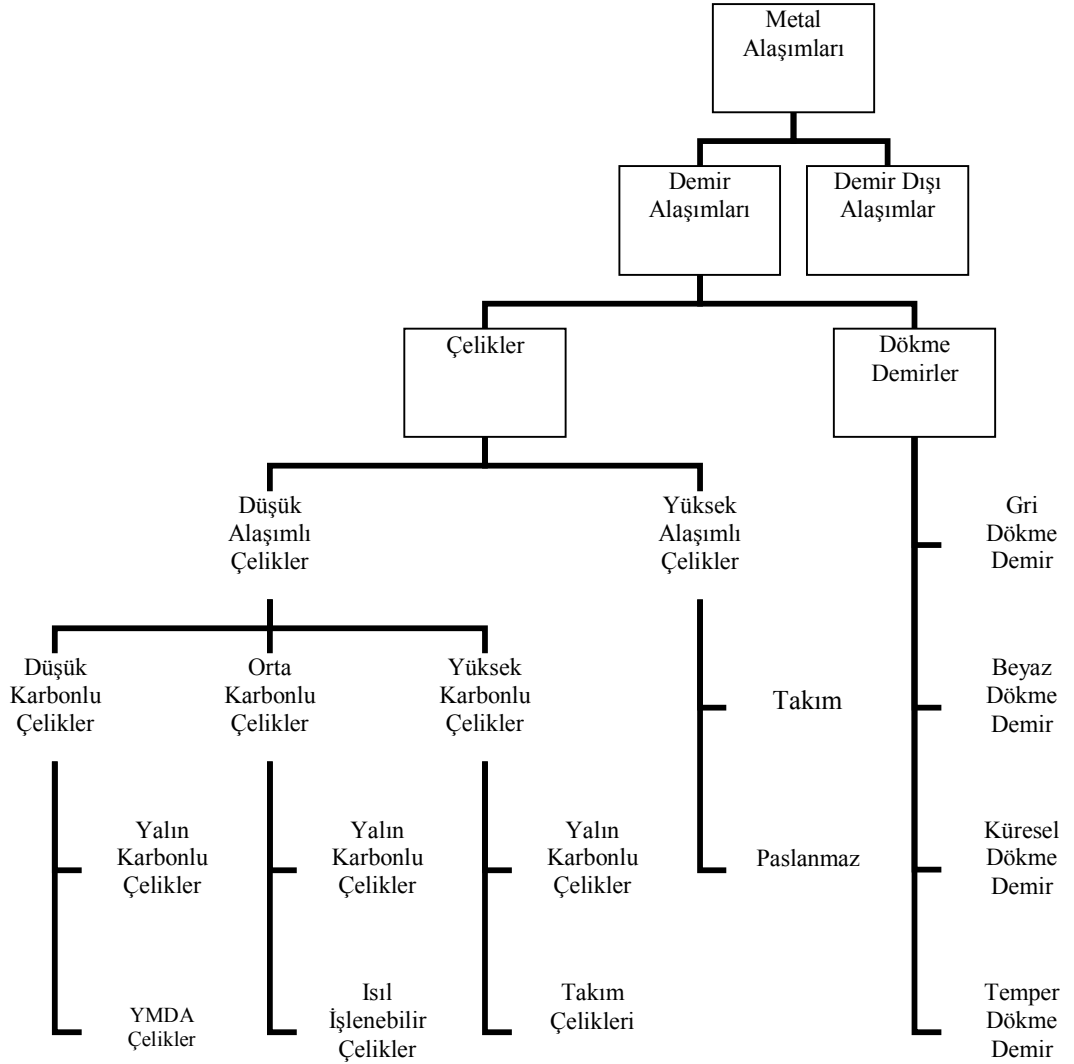 Metal
Alaşımları
Demir
Alaşımları
Demir Dışı
Alaşımlar
Çelikler
Dökme
Demirler
Düşük
Alaşımlı
Çelikler
Yüksek
Alaşımlı
Çelikler
Gri
Dökme
Demir
Düşük
Karbonlu
Çelikler
Orta
Karbonlu
Çelikler
Yüksek
Karbonlu
Çelikler
Takım
Beyaz
Dökme
Demir
Yalın
Karbonlu
Çelikler
Yalın
Karbonlu
Çelikler
Yalın
Karbonlu
Çelikler
Paslanmaz
Küresel
Dökme
Demir
YMDA
Çelikler
Isıl
İşlenebilir
Çelikler
Takım
Çelikleri
Temper
Dökme
Demir